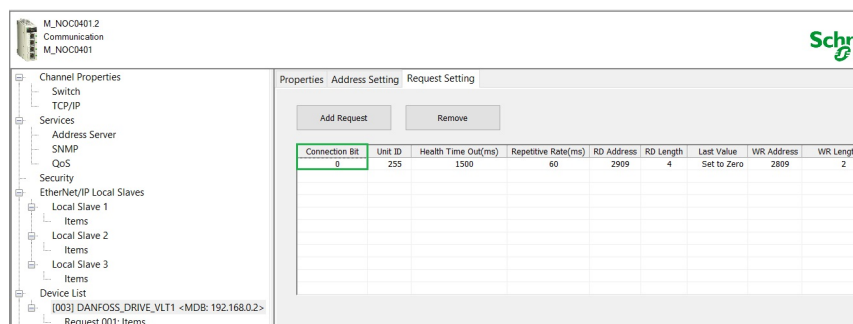 M_NOC0401.2
Communication
M_NOC0401
Channel Properties
Switch
TCP/IP
Services
Address Server
SNMP
QoS
Security
EtherNet/IP Local Slaves
Local Slave 1
Items
Local Slave 2
Items
Local Slave 3
Items
Device List
[003] DANFOSS_DRIVE_VLT1 <MDB: 192.168.0.2>
Request 001: Items
Properties Address Setting Request Setting
Add Request Remove
Connection Bit Unit ID Health Time Out(ms) Repetitive Rate(ms) RD Address RD Length Last Value WR Address WR Lengt
0 255 1500 60 2909 4 Set to Zero 2809 2